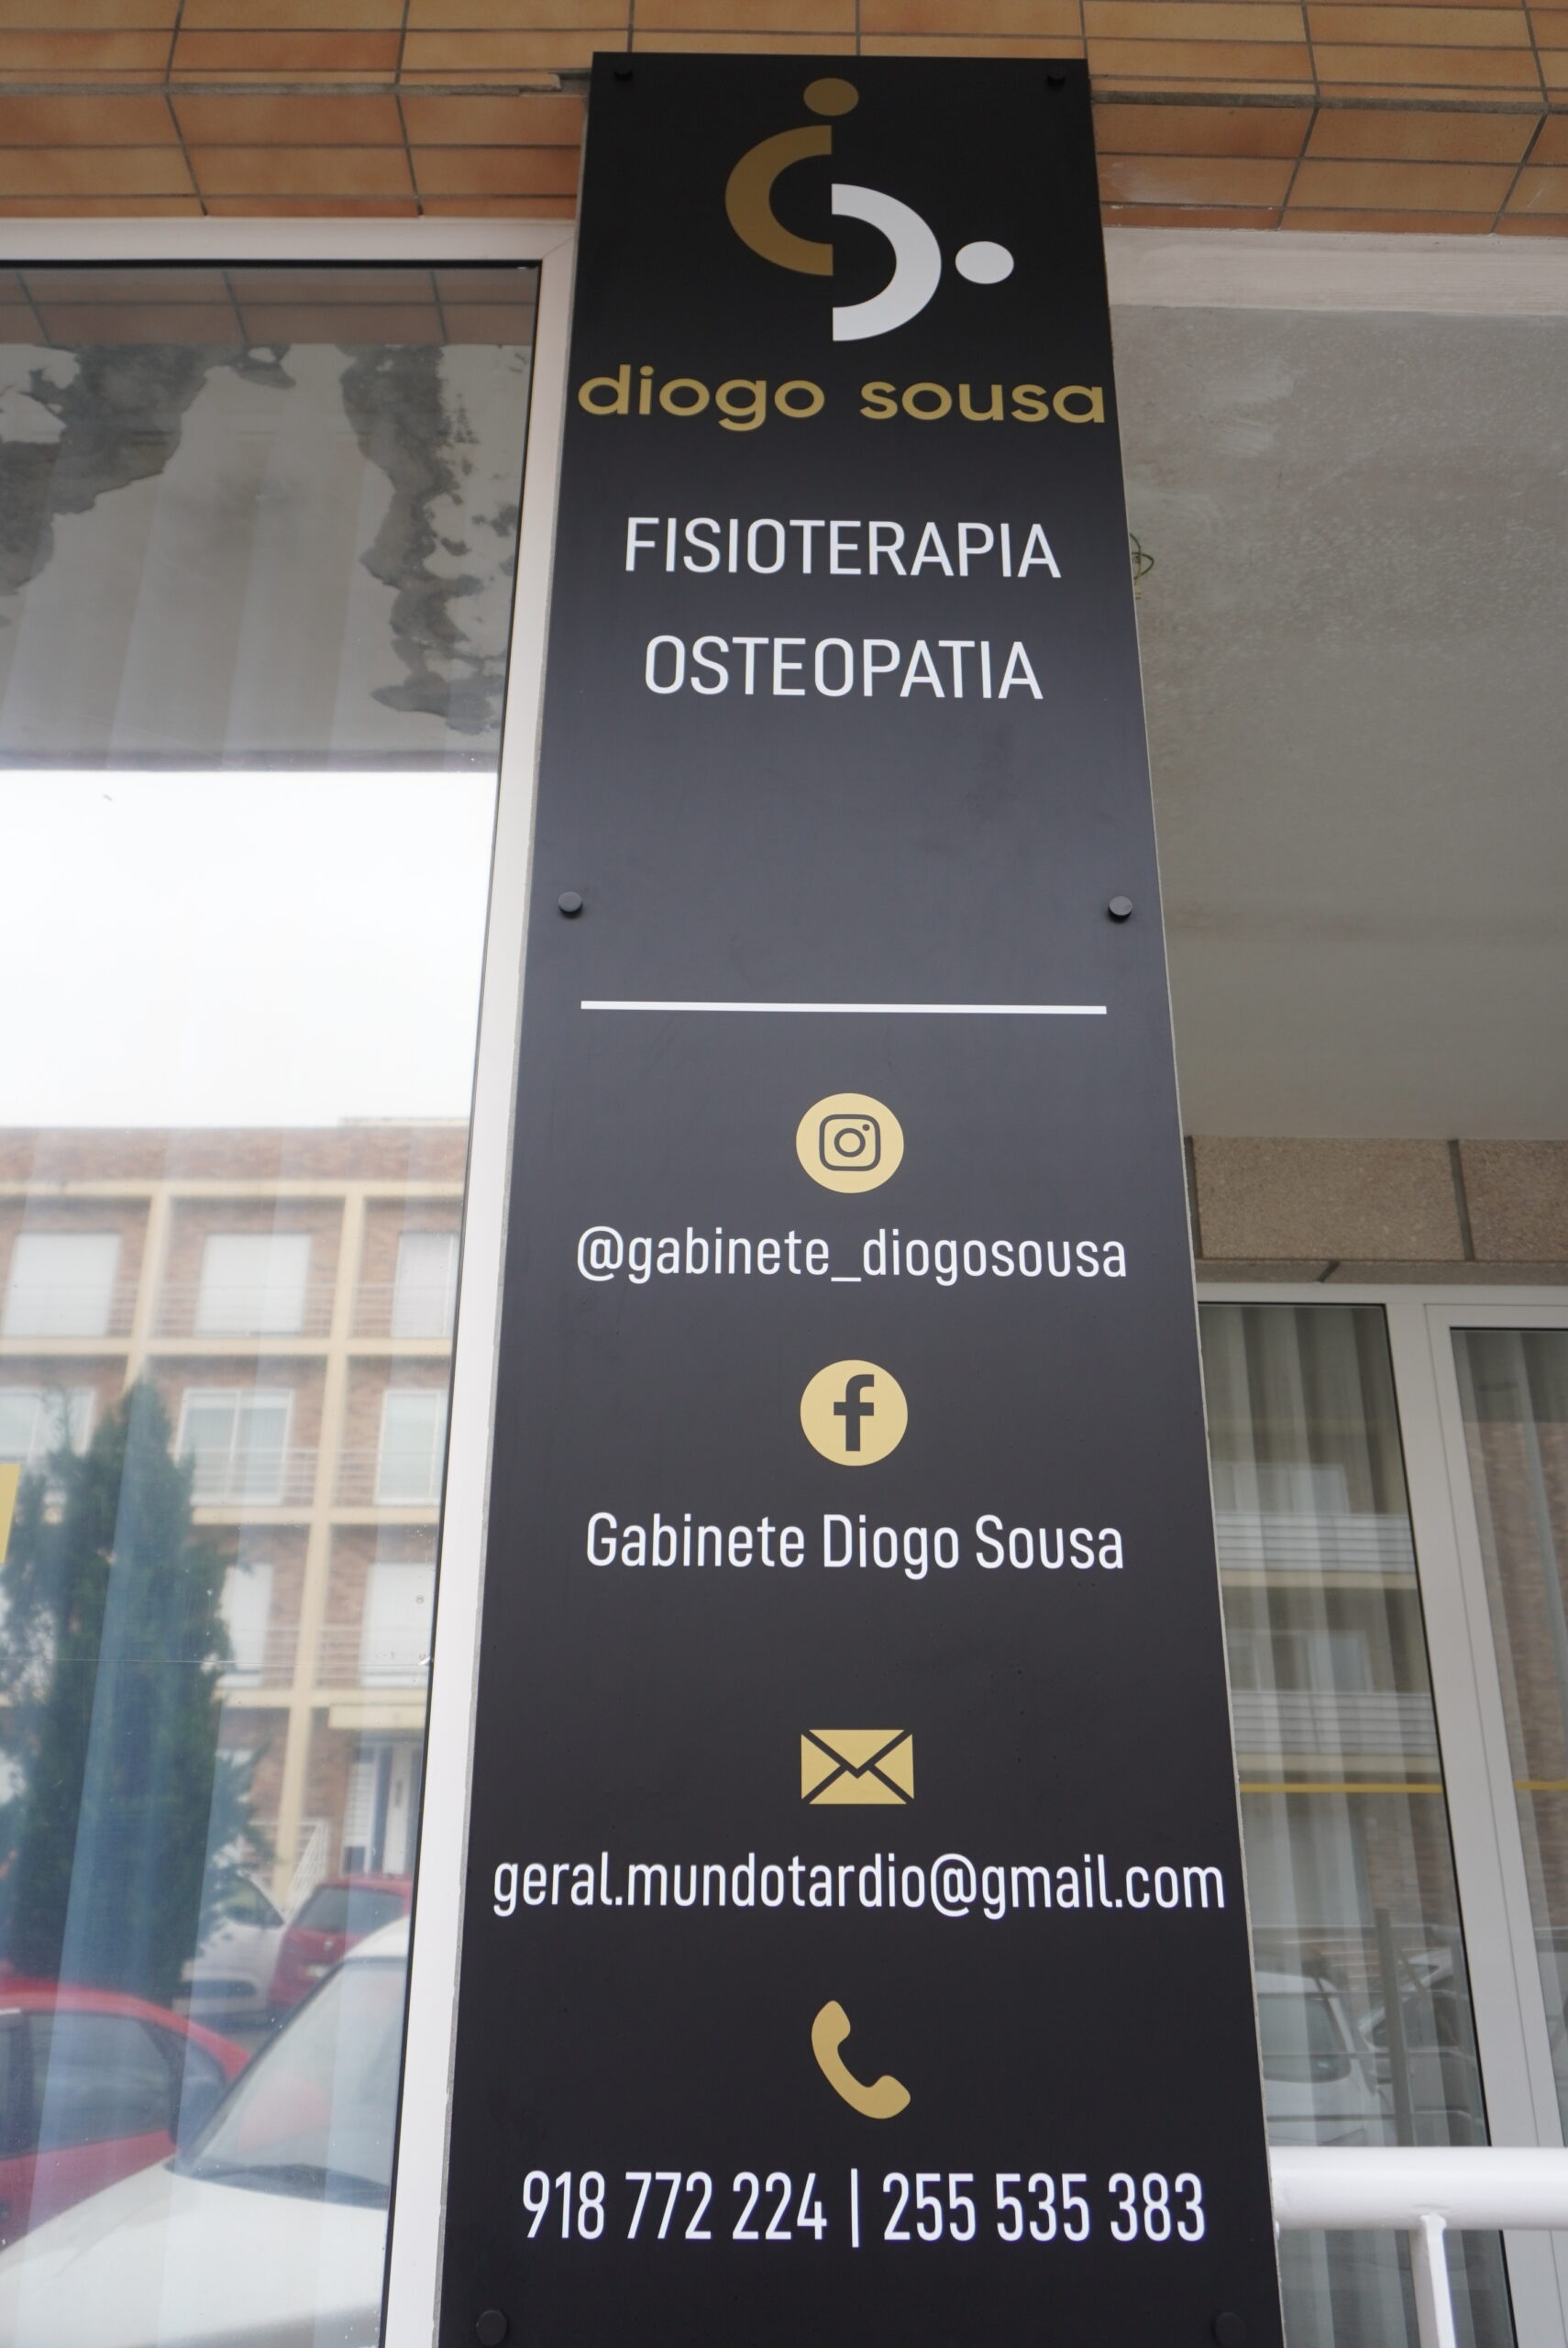 diogo sousa
FISIOTERAPIA
OSTEOPATIA
@gabinete_diogosousa
Gabinete Diogo Sousa
geral.mundotardio@gmail.com
918 772 224 | 255 535 383